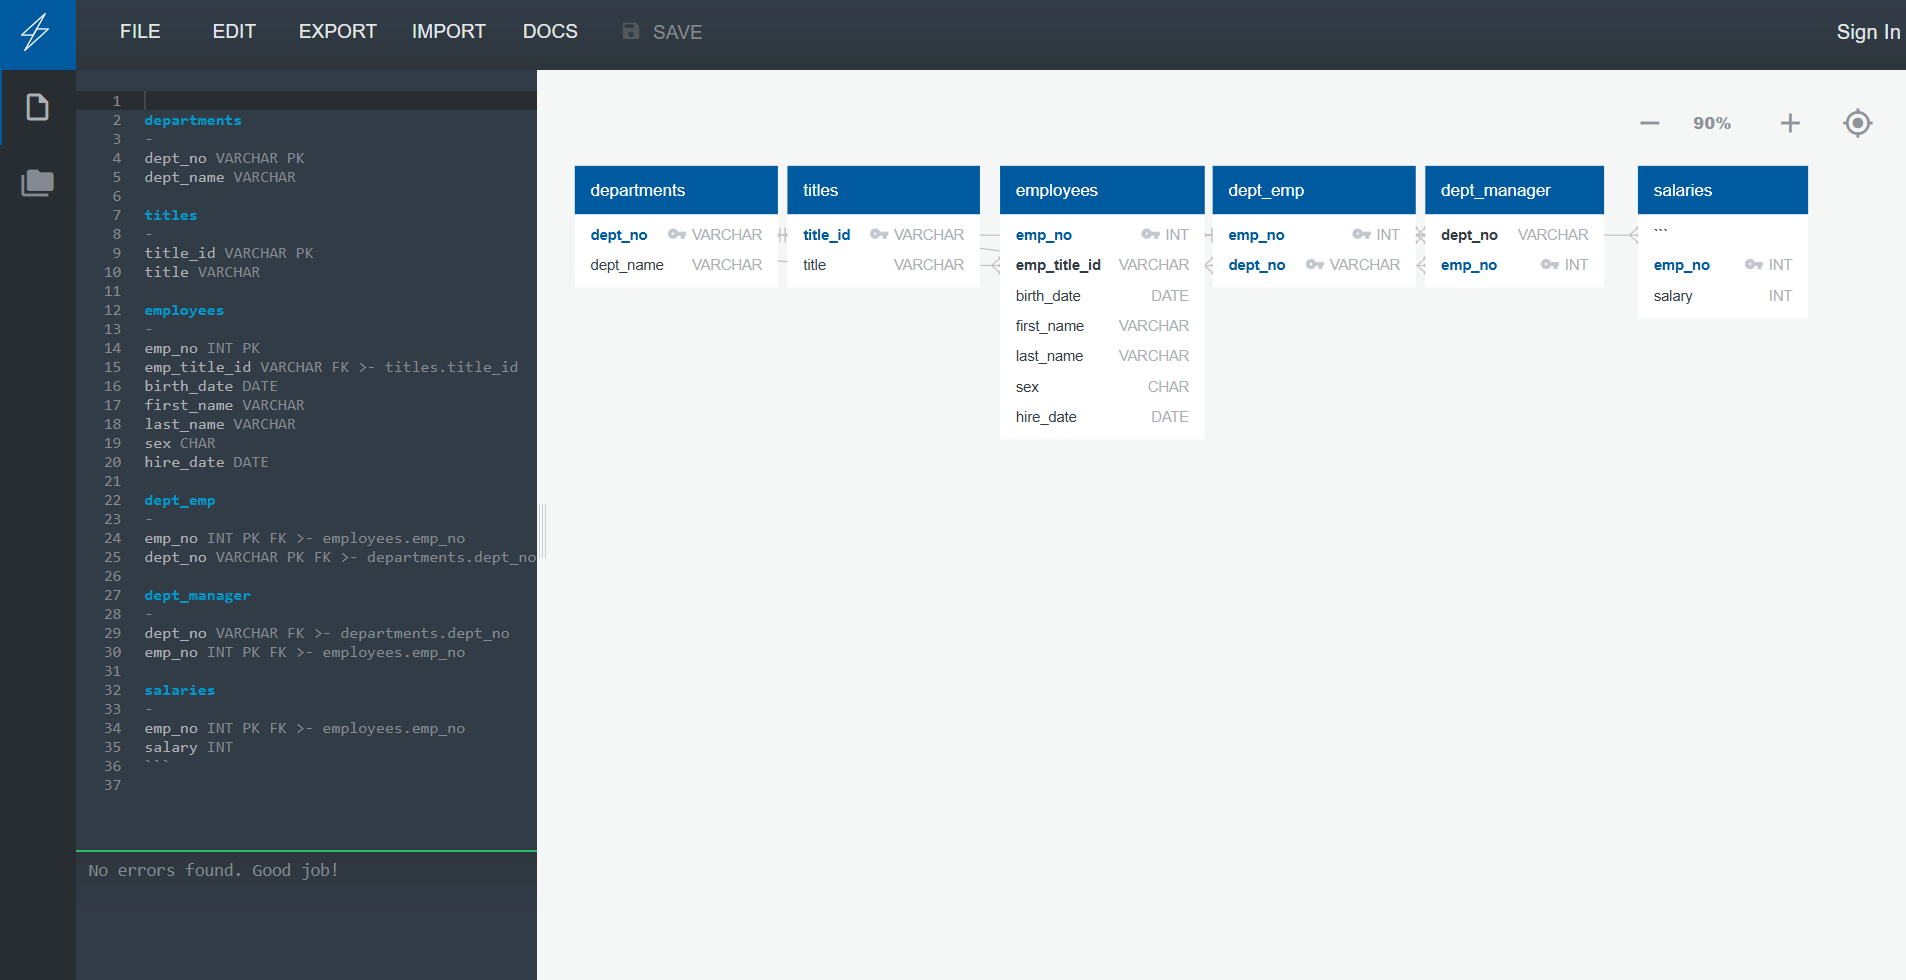 FILE EDIT EXPORT IMPORT DOCS SAVE Sign In
1
2 departments
3 -
4 dept_no VARCHAR PK
5 dept_name VARCHAR
6
7 titles
8 -
9 title_id VARCHAR PK
10 title VARCHAR
11
12 employees
13 -
14 emp_no INT PK
15 emp_title_id VARCHAR FK >- titles.title_id
16 birth_date DATE
17 first_name VARCHAR
18 last_name VARCHAR
19 sex CHAR
20 hire_date DATE
21
22 dept_emp
23 -
24 emp_no INT PK FK >- employees.emp_no
25 dept_no VARCHAR PK FK >- departments.dept_no
26
27 dept_manager
28 -
29 dept_no VARCHAR FK >- departments.dept_no
30 emp_no INT PK FK >- employees.emp_no
31
32 salaries
33 -
34 emp_no INT PK FK >- employees.emp_no
35 salary INT
36 ```
37
No errors found. Good job!
90%
departments
dept_no VARCHAR
dept_name VARCHAR
titles
title_id VARCHAR
title VARCHAR
employees
emp_no INT
emp_title_id VARCHAR
birth_date DATE
first_name VARCHAR
last_name VARCHAR
sex CHAR
hire_date DATE
dept_emp
emp_no INT
dept_no VARCHAR
dept_manager
dept_no VARCHAR
emp_no INT
salaries
```
emp_no INT
salary INT